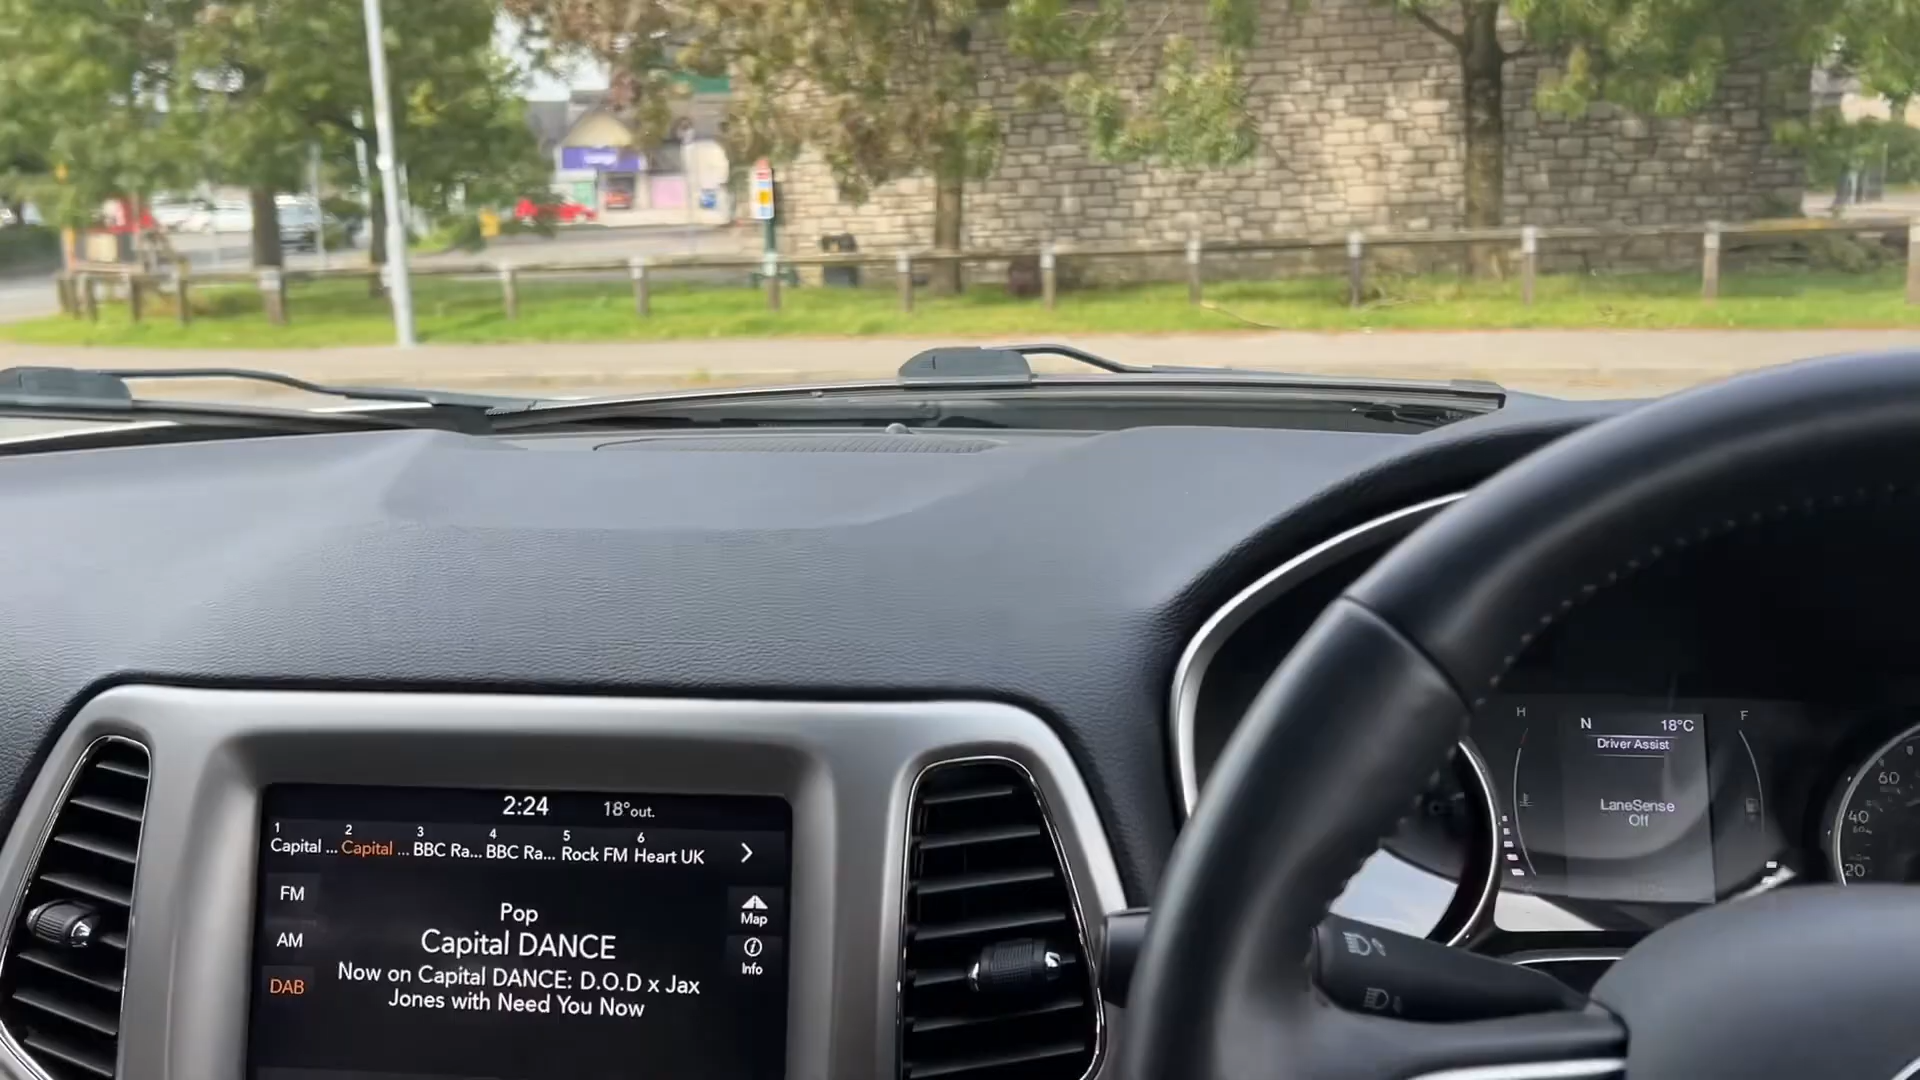 2:24
18°out.
1 2 3 4 5 6
Capital ... Capital ... BBC Ra... BBC Ra... Rock FM Heart UK
FM
AM
DAB
Pop
Capital DANCE
Now on Capital DANCE: D.O.D x Jax
Jones with Need You Now
Map
Info
H
N 18°C
F
Driver Assist
LaneSense
Off
60
40
20